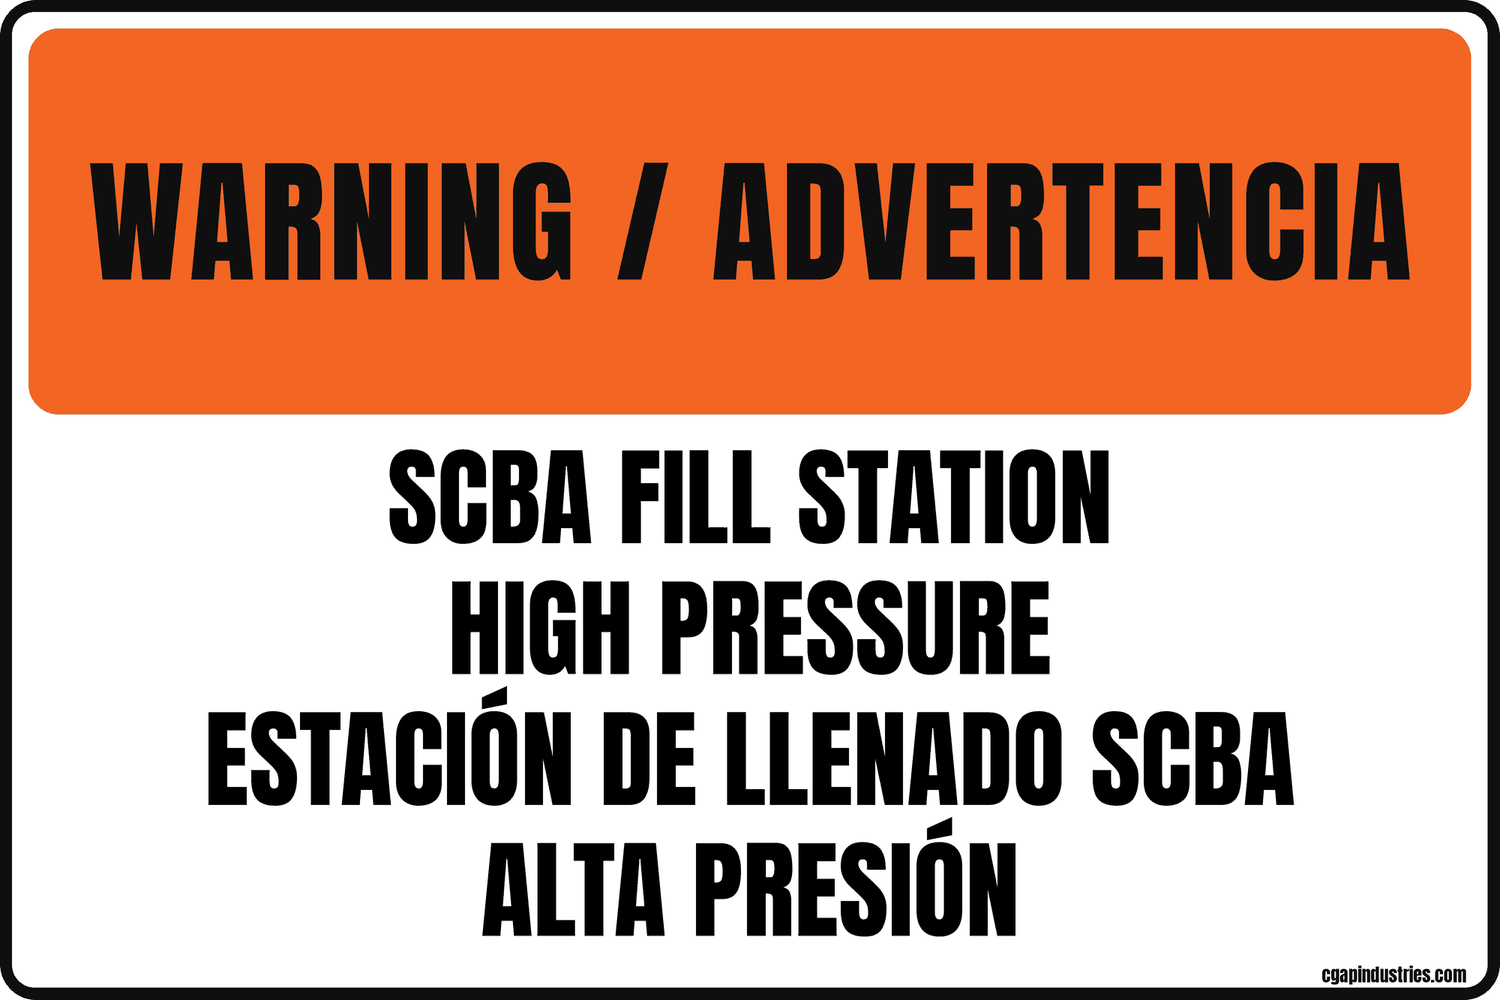 WARNING / ADVERTENCIA
SCBA FILL STATION
HIGH PRESSURE
ESTACIÓN DE LLENADO SCBA
ALTA PRESIÓN
cgapindustries.com